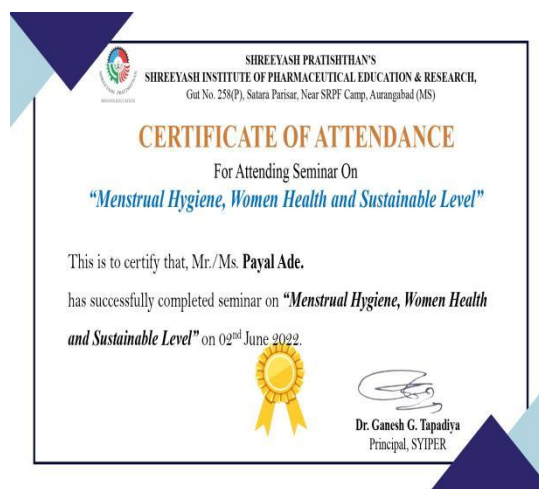 SHREEYASH PRATISHTHAN'S
SHREEYASH INSTITUTE OF PHARMACEUTICAL EDUCATION & RESEARCH,
Gut No. 258(P), Satara Parisar, Near SRPF Camp, Aurangabad (MS)
CERTIFICATE OF ATTENDANCE
For Attending Seminar On
“Menstrual Hygiene, Women Health and Sustainable Level”
This is to certify that, Mr./Ms. Payal Ade.
has successfully completed seminar on “Menstrual Hygiene, Women Health
and Sustainable Level” on 02nd June 2022.
Dr. Ganesh G. Tapadiya
Principal, SYIPER